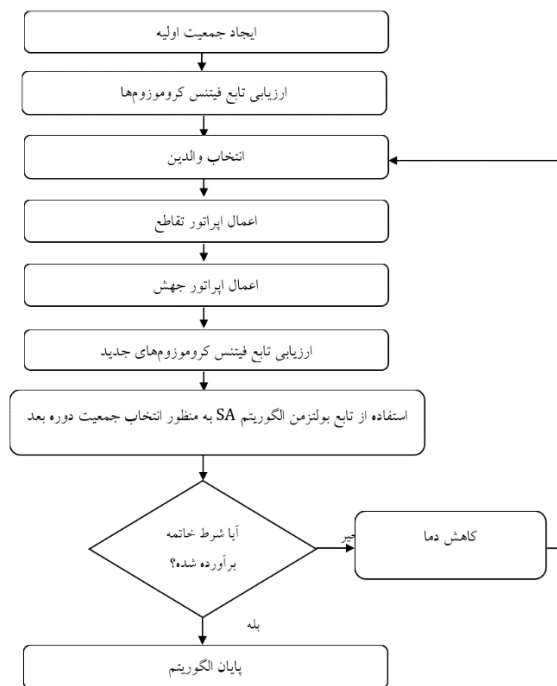 ایجاد جمعیت اولیه
ارزیابی تابع فیتنس کروموزوم‌ها
انتخاب والدین
اعمال اپراتور تقاطع
اعمال اپراتور جهش
ارزیابی تابع فیتنس کروموزوم‌های جدید
استفاده از تابع بولتزمن الگوریتم SA به منظور انتخاب جمعیت دوره بعد
آیا شرط خاتمه
برآورده شده؟
خیر
کاهش دما
بله
پایان الگوریتم